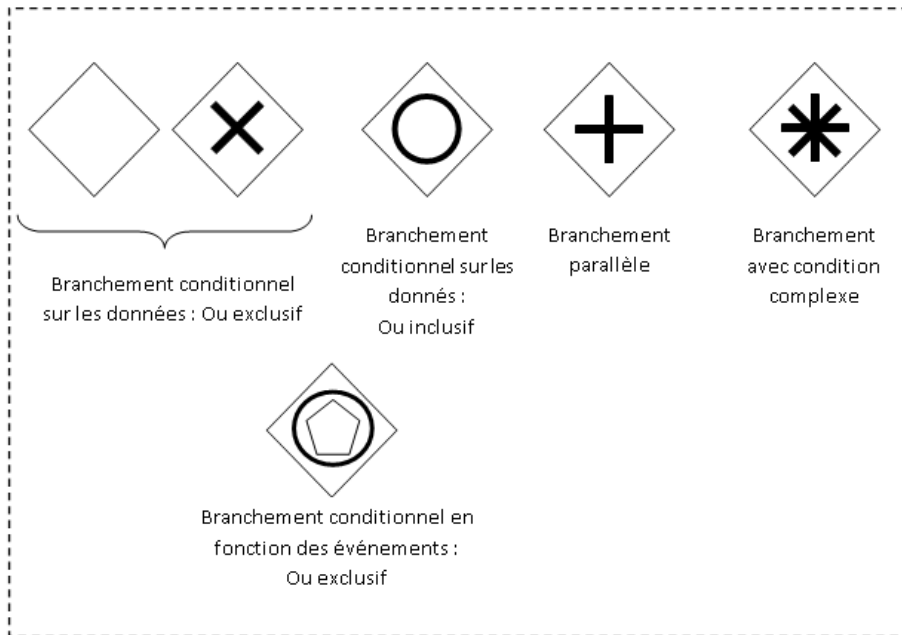 Branchement conditionnel
sur les données : Ou exclusif
Branchement
conditionnel sur les
donnés :
Ou inclusif
Branchement
parallèle
Branchement
avec condition
complexe
Branchement conditionnel en
fonction des événements :
Ou exclusif